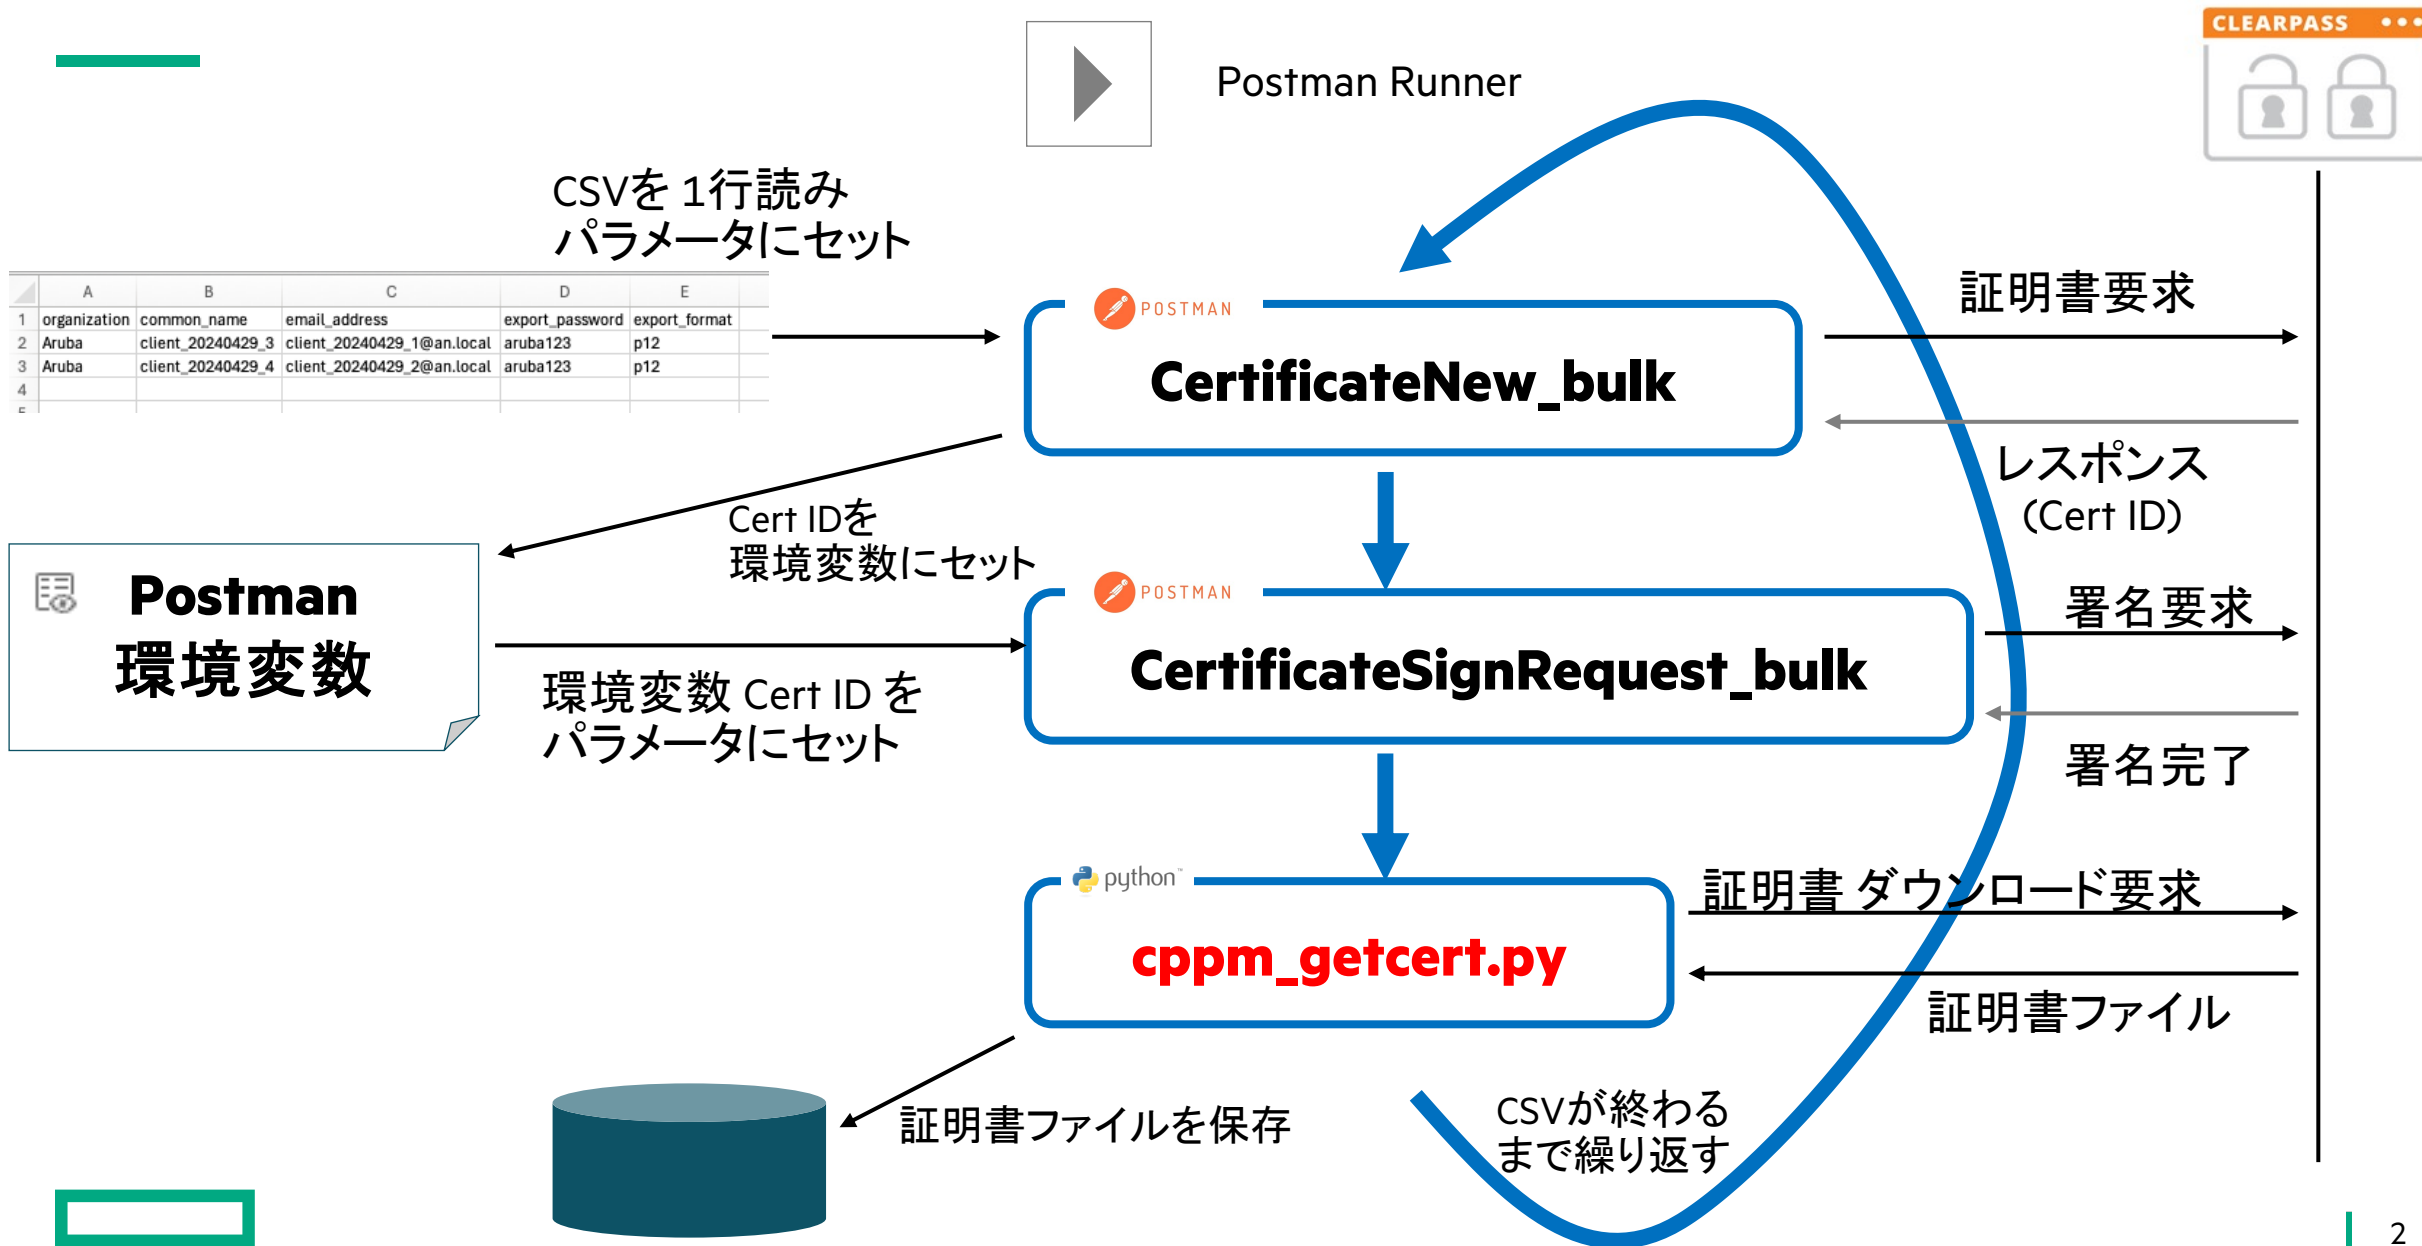 CLEARPASS
Postman Runner
CSVを 1行読み
パラメータにセット
A B C D E
1 organization common_name email_address export_password export_format
2 Aruba client_20240429_3 client_20240429_1@an.local aruba123 p12
3 Aruba client_20240429_4 client_20240429_2@an.local aruba123 p12
4
POSTMAN
CertificateNew_bulk
証明書要求
レスポンス
(Cert ID)
Cert IDを
環境変数にセット
Postman
環境変数
環境変数 Cert ID を
パラメータにセット
POSTMAN
CertificateSignRequest_bulk
署名要求
署名完了
python™
cppm_getcert.py
証明書 ダウンロード要求
証明書ファイル
証明書ファイルを保存
CSVが終わる
まで繰り返す
2